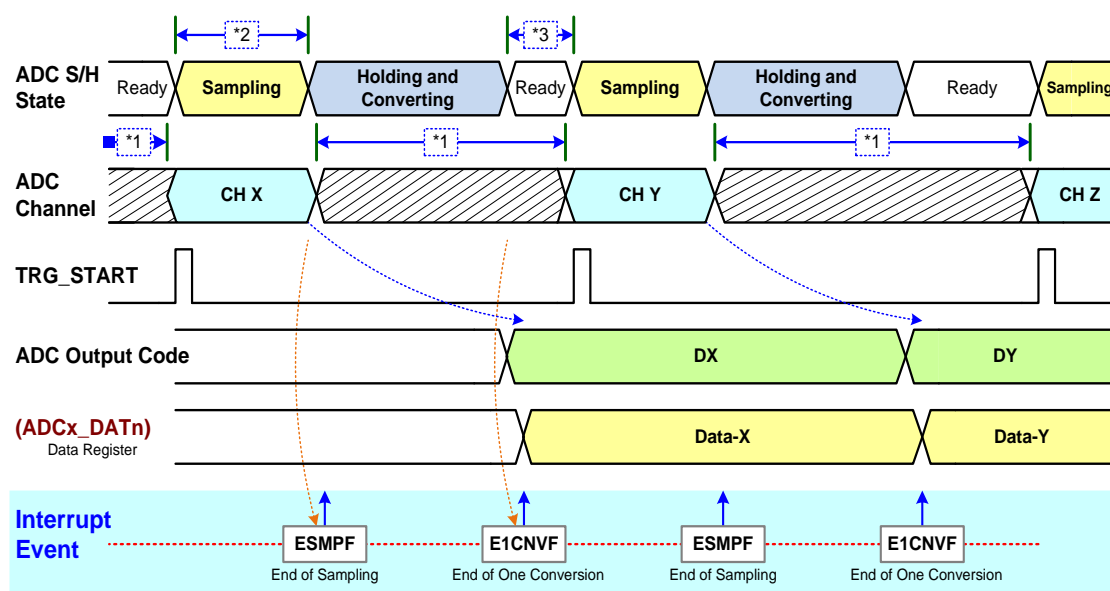 *2
*3
ADC S/H
State
Ready
Sampling
Holding and
Converting
Ready
Sampling
Holding and
Converting
Ready
Sampling
*1
*1
*1
ADC
Channel
CH X
CH Y
CH Z
TRG_START
ADC Output Code
DX
DY
(ADCx_DATn)
Data Register
Data-X
Data-Y
Interrupt
Event
ESMPF
E1CNVF
ESMPF
E1CNVF
End of Sampling
End of One Conversion
End of Sampling
End of One Conversion